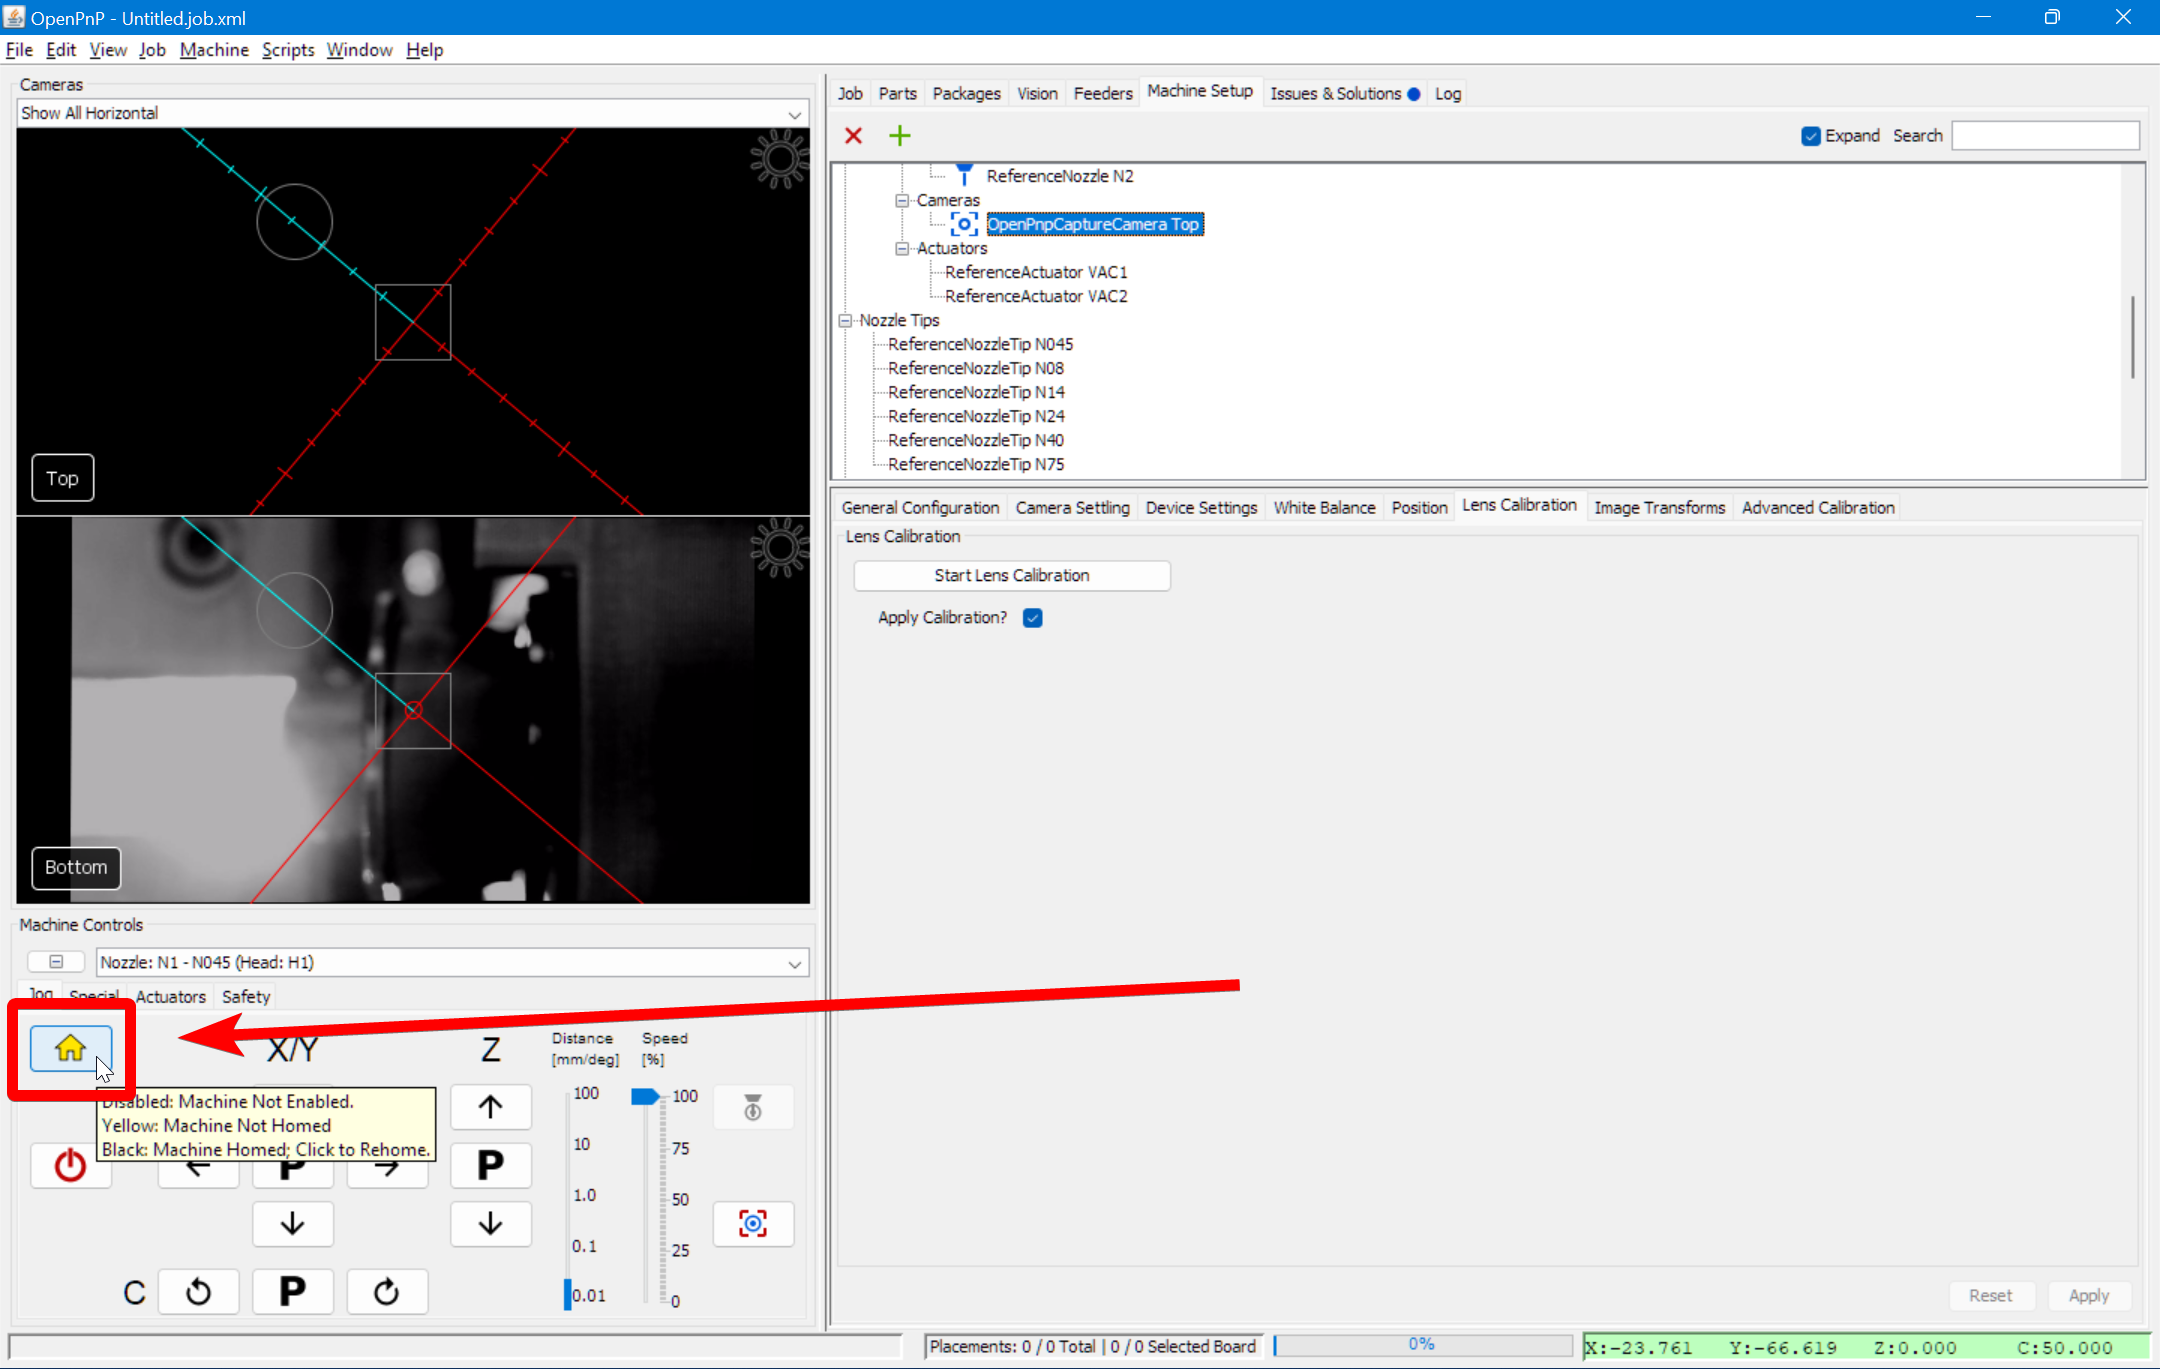 OpenPnP - Untitled.job.xml
File Edit View Job Machine Scripts Window Help
Cameras
Show All Horizontal
Top
Bottom
Machine Controls
Nozzle: N1 - N045 (Head: H1)
Jog Special Actuators Safety
X/Y Z
Distance [mm/deg]
Speed [%]
100
10
1.0
0.1
0.01
100
75
50
25
0
Disabled: Machine Not Enabled.
Yellow: Machine Not Homed
Black: Machine Homed; Click to Rehome.
P P
C P
Job Parts Packages Vision Feeders Machine Setup Issues & Solutions Log
Expand Search
ReferenceNozzle N2
Cameras
OpenPnpCaptureCamera Top
Actuators
ReferenceActuator VAC1
ReferenceActuator VAC2
Nozzle Tips
ReferenceNozzleTip N045
ReferenceNozzleTip N08
ReferenceNozzleTip N14
ReferenceNozzleTip N24
ReferenceNozzleTip N40
ReferenceNozzleTip N75
General Configuration Camera Settling Device Settings White Balance Position Lens Calibration Image Transforms Advanced Calibration
Lens Calibration
Start Lens Calibration
Apply Calibration?
Reset Apply
Placements: 0 / 0 Total | 0 / 0 Selected Board
0%
X:-23.761 Y:-66.619 Z:0.000 C:50.000